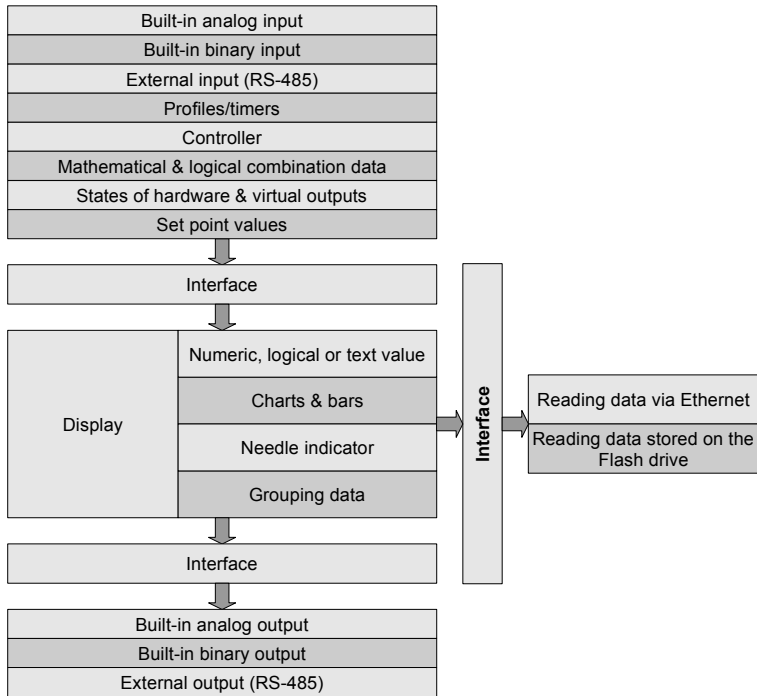 Built-in analog input
Built-in binary input
External input (RS-485)
Profiles/timers
Controller
Mathematical & logical combination data
States of hardware & virtual outputs
Set point values
Interface
Display
Numeric, logical or text value
Charts & bars
Needle indicator
Grouping data
Interface
Reading data via Ethernet
Reading data stored on the
Flash drive
Interface
Built-in analog output
Built-in binary output
External output (RS-485)